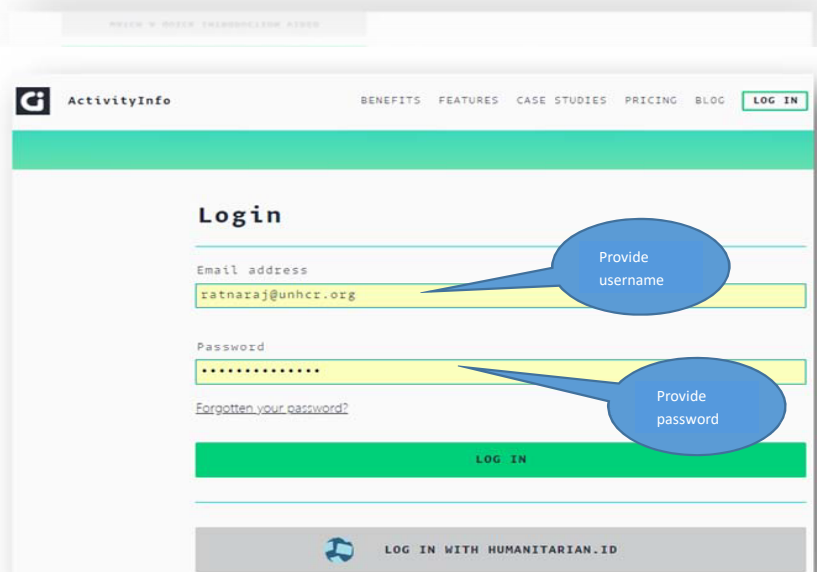 ActivityInfo BENEFITS FEATURES CASE STUDIES PRICING BLOG LOG IN
Login
Email address
Provide
username
ratnaraj@unhcr.org
Password
••••••••••••••
Forgotten your password?
Provide
password
LOG IN
LOG IN WITH HUMANITARIAN.ID